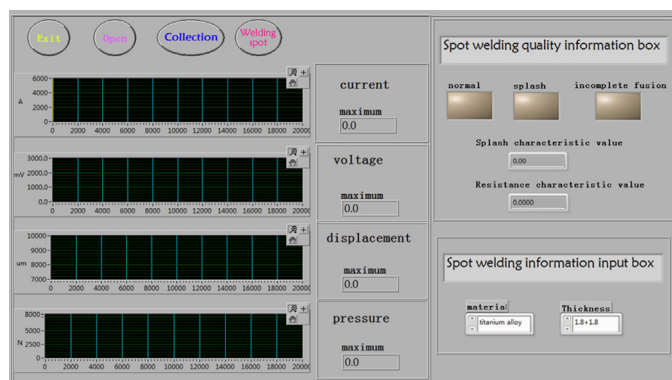 Exit
Open
Collection
Welding
spot
6000
4000
2000
0
A
0 2000 4000 6000 8000 10000 12000 14000 16000 18000 20000
current
maximum
0.0
3000.0
2000.0
1000.0
0.0
mV
0 2000 4000 6000 8000 10000 12000 14000 16000 18000 20000
voltage
maximum
0.0
10000
9000
8000
7000
um
0 2000 4000 6000 8000 10000 12000 14000 16000 18000 20000
displacement
maximum
0.0
8000
5000
2500
0
N
0 2000 4000 6000 8000 10000 12000 14000 16000 18000 20000
pressure
maximum
0.0
Spot welding quality information box
normal splash incomplete fusion
Splash characteristic value
0.00
Resistance characteristic value
0.0000
Spot welding information input box
material Thickness
titanium alloy 1.8+1.8